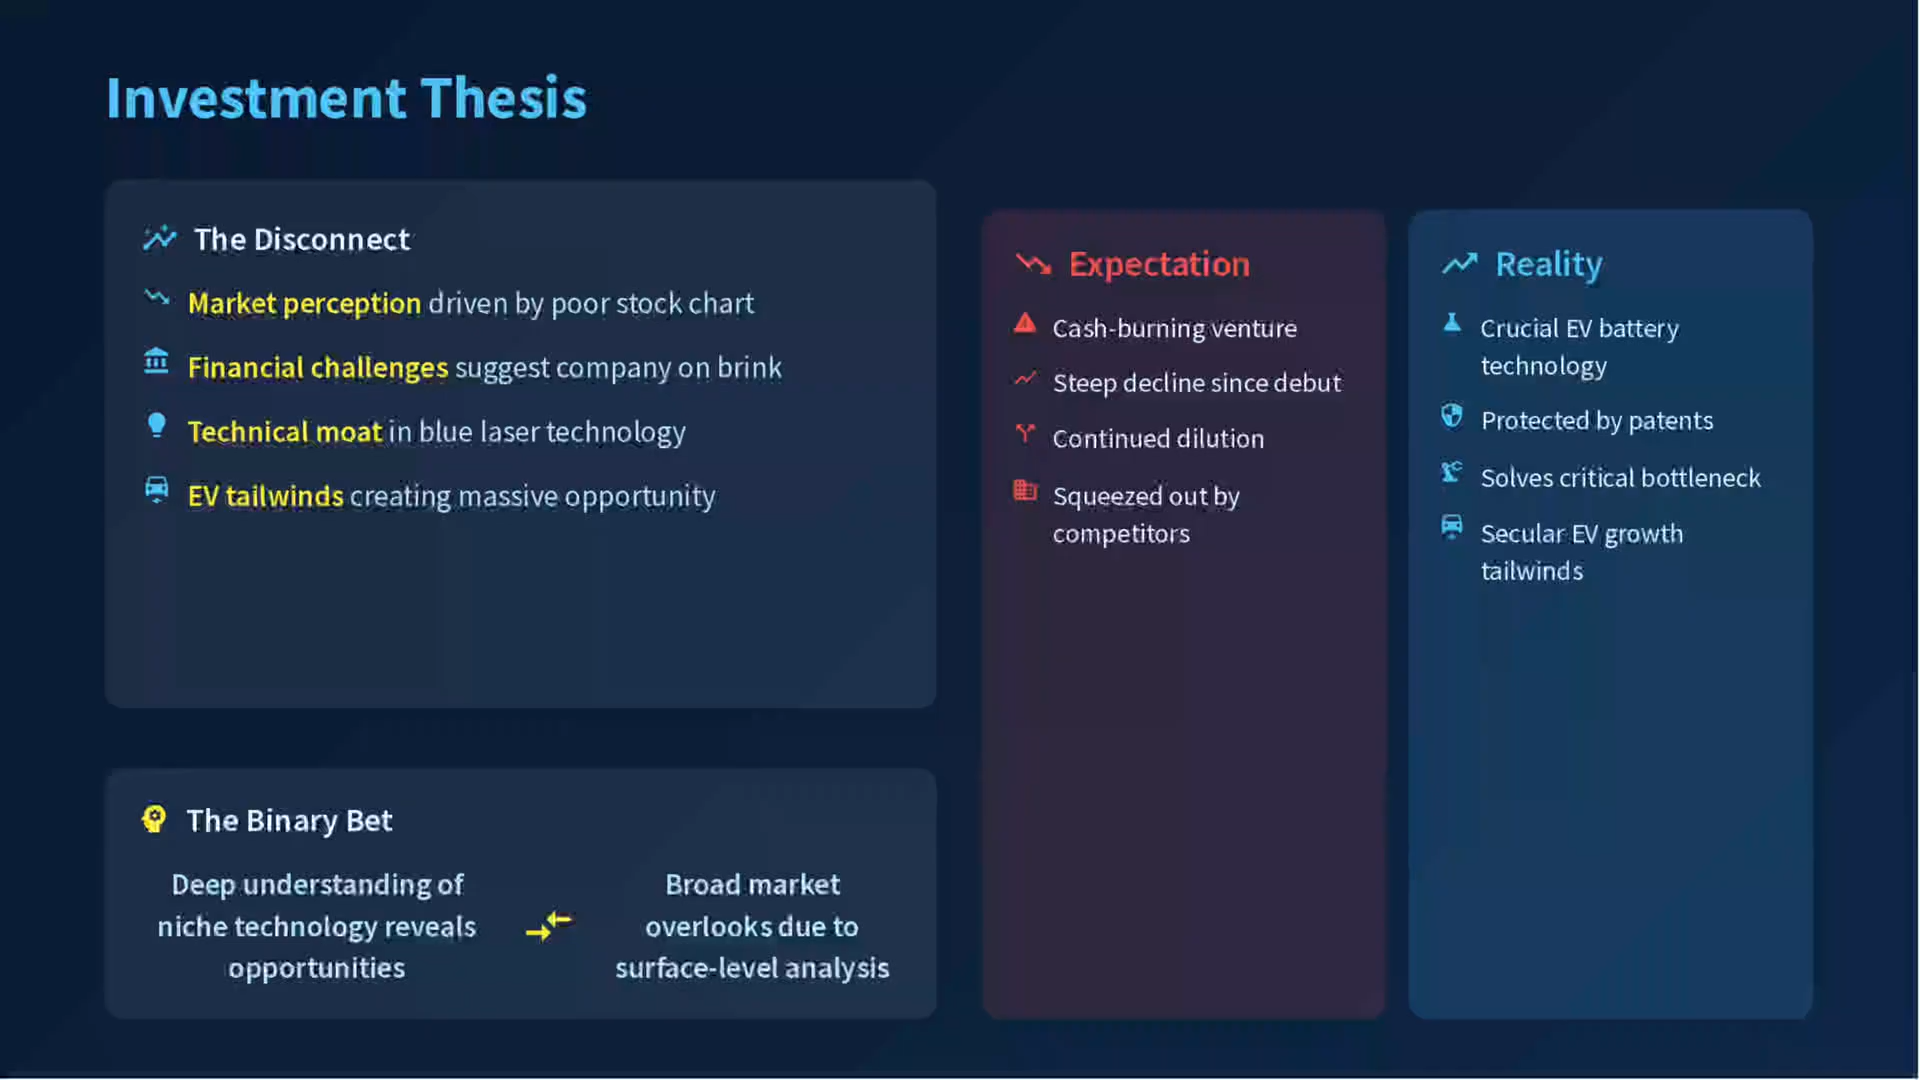 Investment Thesis
The Disconnect
Market perception driven by poor stock chart
Financial challenges suggest company on brink
Technical moat in blue laser technology
EV tailwinds creating massive opportunity
The Binary Bet
Deep understanding of
niche technology reveals
opportunities
Broad market
overlooks due to
surface-level analysis
Expectation
Cash-burning venture
Steep decline since debut
Continued dilution
Squeezed out by
competitors
Reality
Crucial EV battery
technology
Protected by patents
Solves critical bottleneck
Secular EV growth
tailwinds